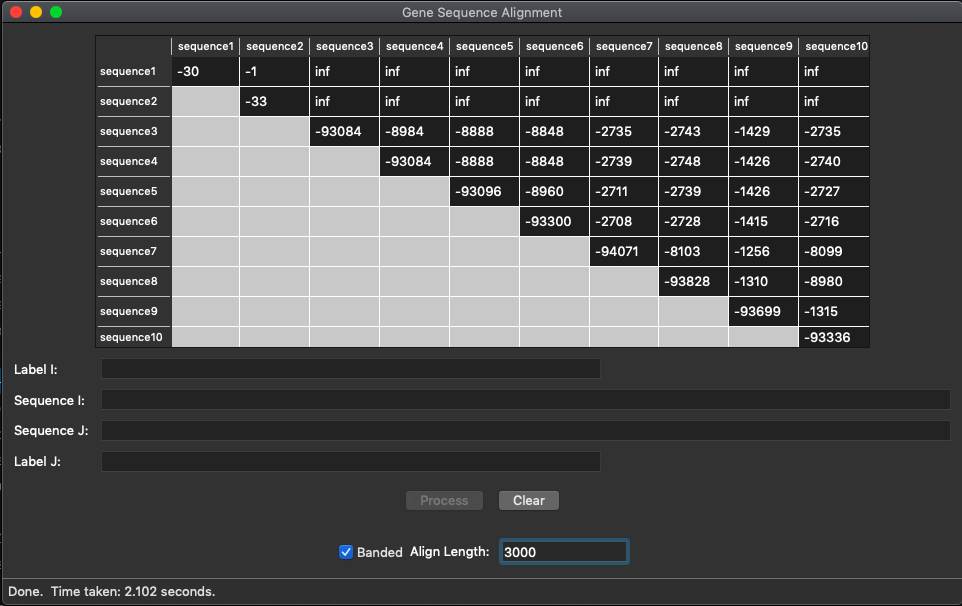 Gene Sequence Alignment
sequence1 sequence2 sequence3 sequence4 sequence5 sequence6 sequence7 sequence8 sequence9 sequence10
sequence1 -30 -1 inf inf inf inf inf inf inf inf
sequence2 -33 inf inf inf inf inf inf inf inf
sequence3 -93084 -8984 -8888 -8848 -2735 -2743 -1429 -2735
sequence4 -93084 -8888 -8848 -2739 -2748 -1426 -2740
sequence5 -93096 -8960 -2711 -2739 -1426 -2727
sequence6 -93300 -2708 -2728 -1415 -2716
sequence7 -94071 -8103 -1256 -8099
sequence8 -93828 -1310 -8980
sequence9 -93699 -1315
sequence10 -93336
Label I:
Sequence I:
Sequence J:
Label J:
Process Clear
Banded Align Length: 3000
Done. Time taken: 2.102 seconds.